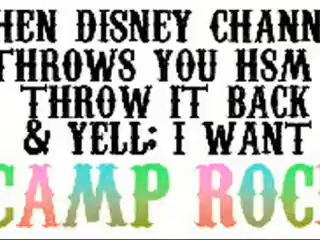 HEN DISNEY CHANN
THROWS YOU HSM
THROW IT BACK
& YELL; I WANT
CAMP ROC